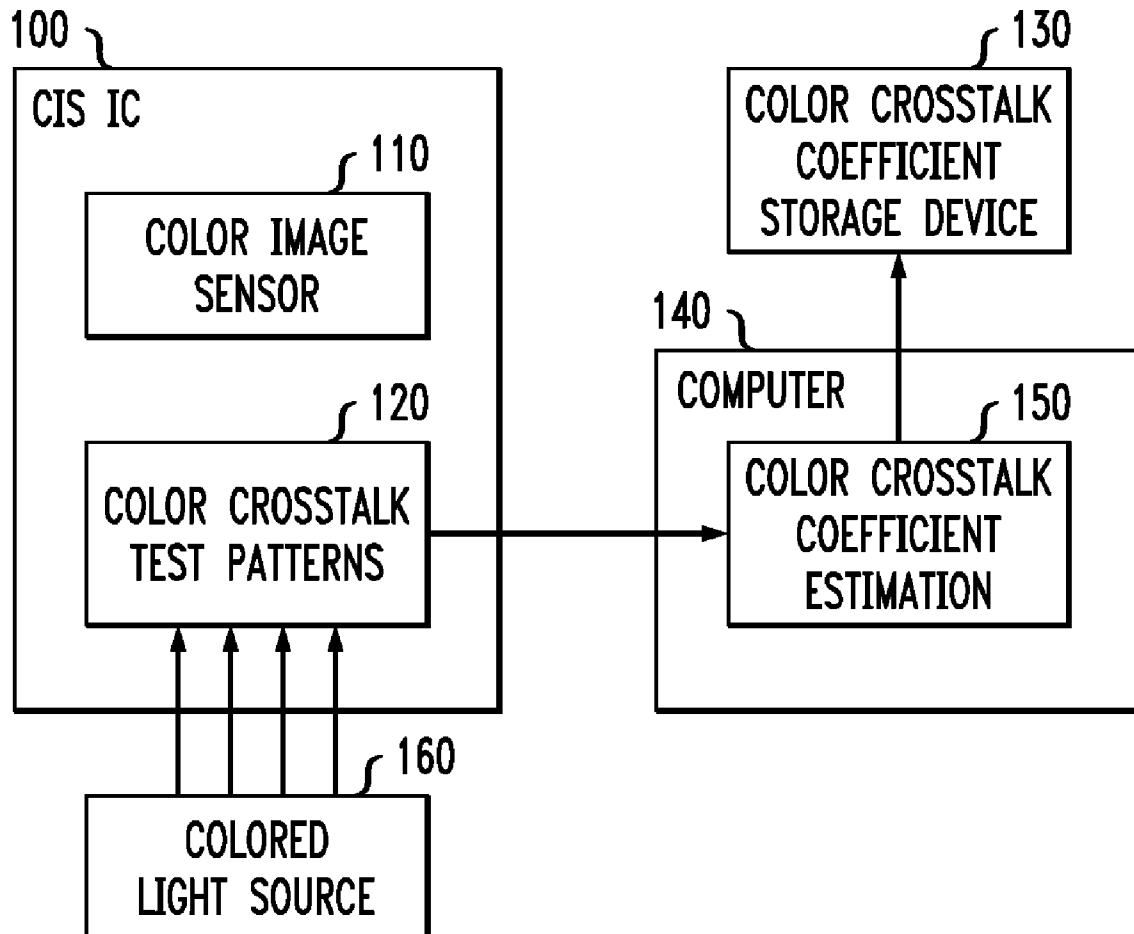 100
CIS IC
110
COLOR IMAGE
SENSOR
120
COLOR CROSSTALK
TEST PATTERNS
160
COLORED
LIGHT SOURCE
130
COLOR CROSSTALK
COEFFICIENT
STORAGE DEVICE
140
COMPUTER
150
COLOR CROSSTALK
COEFFICIENT
ESTIMATION